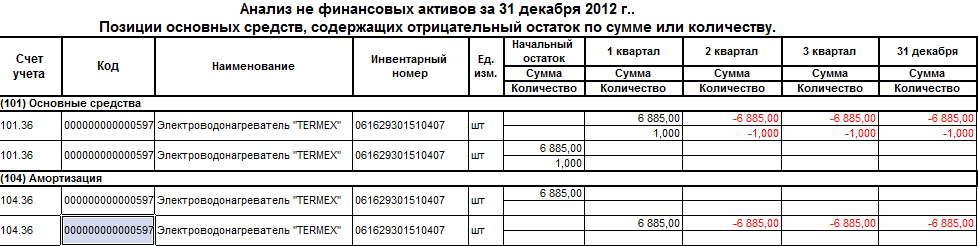 Анализ не финансовых активов за 31 декабря 2012 г..
Позиции основных средств, содержащих отрицательный остаток по сумме или количеству.
Счет учета Код Наименование Инвентарный номер Ед. изм. Начальный остаток 1 квартал 2 квартал 3 квартал 31 декабря
Сумма Сумма Сумма Сумма Сумма
Количество Количество Количество Количество Количество
(101) Основные средства
101.36 000000000000597 Электроводонагреватель "TERMEX" 061629301510407 шт 6 885,00 -6 885,00 -6 885,00 -6 885,00
1,000 -1,000 -1,000 -1,000
101.36 000000000000597 Электроводонагреватель "TERMEX" 061629301510407 шт 6 885,00
1,000
(104) Амортизация
104.36 000000000000597 Электроводонагреватель "TERMEX" 061629301510407 шт 6 885,00
104.36 000000000000597 Электроводонагреватель "TERMEX" 061629301510407 шт 6 885,00 -6 885,00 -6 885,00 -6 885,00